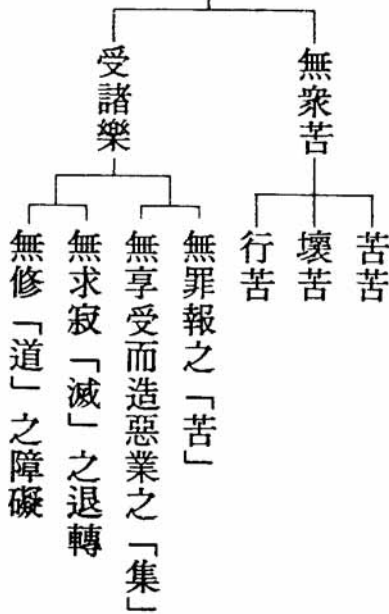 無衆苦
苦苦
壞苦
行苦
受諸樂
無罪報之「苦」
無享受而造惡業之「集」
無求寂「滅」之退轉
無修「道」之障礙